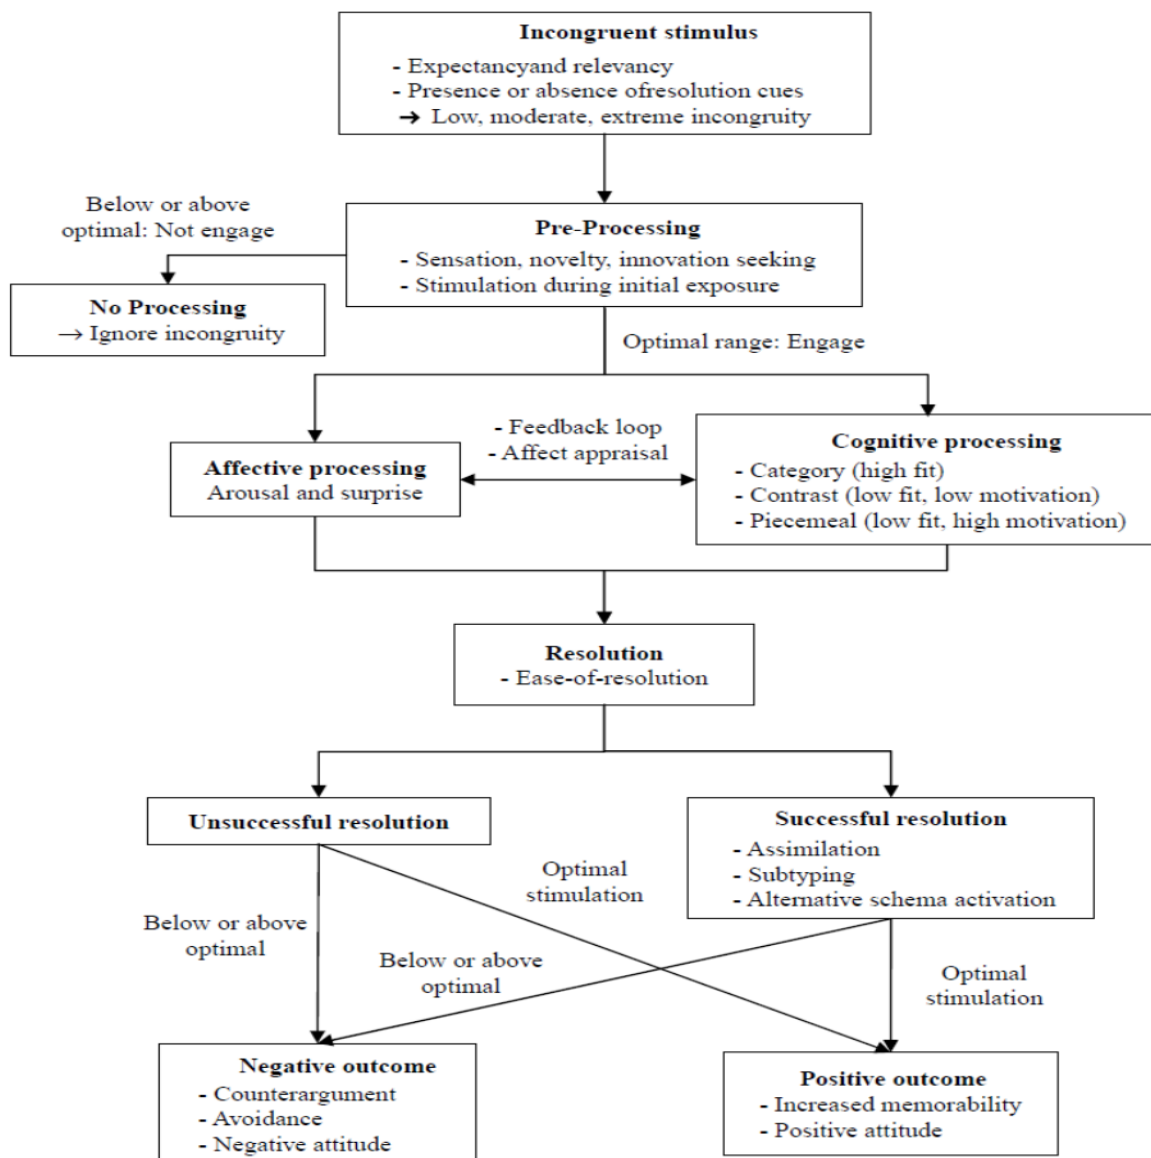 Incongruent stimulus
- Expectancyand relevancy
- Presence or absence ofresolution cues
→ Low, moderate, extreme incongruity
Below or above
optimal: Not engage
Pre-Processing
- Sensation, novelty, innovation seeking
- Stimulation during initial exposure
No Processing
→ Ignore incongruity
Optimal range: Engage
- Feedback loop
- Affect appraisal
Affective processing
Arousal and surprise
Cognitive processing
- Category (high fit)
- Contrast (low fit, low motivation)
- Piecemeal (low fit, high motivation)
Resolution
- Ease-of-resolution
Unsuccessful resolution
Successful resolution
- Assimilation
- Subtyping
- Alternative schema activation
Optimal
stimulation
Below or above
optimal
Below or above
optimal
Optimal
stimulation
Negative outcome
- Counterargument
- Avoidance
- Negative attitude
Positive outcome
- Increased memorability
- Positive attitude